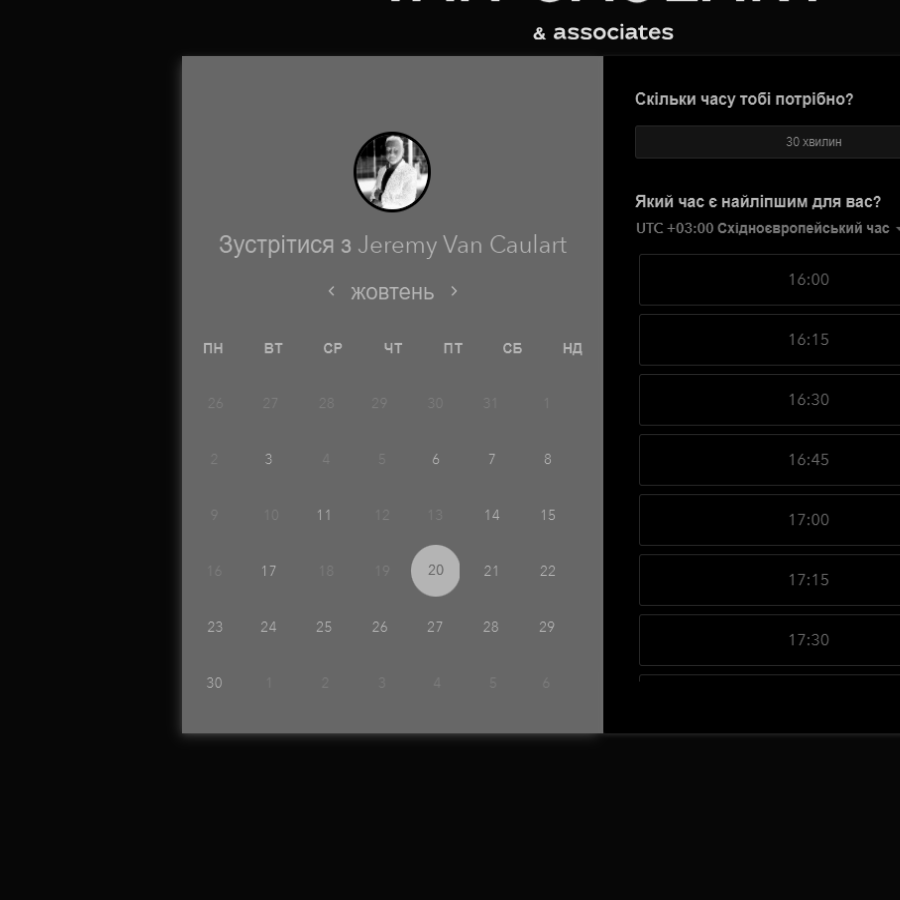 & associates
Зустрітися з Jeremy Van Caulart
жовтень
ПН ВТ СР ЧТ ПТ СБ НД
26 27 28 29 30 31 1
2 3 4 5 6 7 8
9 10 11 12 13 14 15
16 17 18 19 20 21 22
23 24 25 26 27 28 29
30 1 2 3 4 5 6
Скільки часу тобі потрібно?
30 хвилин
Який час є найліпшим для вас?
UTC +03:00 Східноєвропейський час
16:00
16:15
16:30
16:45
17:00
17:15
17:30